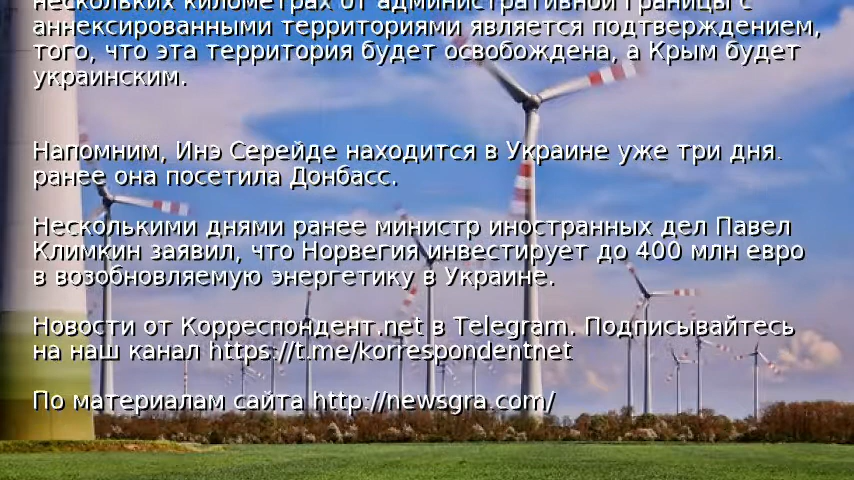 нескольких километрах от административной границы с
аннексированными территориями является подтверждением,
того, что эта территория будет освобождена, а Крым будет
украинским.
Напомним, Инэ Серейде находится в Украине уже три дня.
ранее она посетила Донбасс.
Несколькими днями ранее министр иностранных дел Павел
Климкин заявил, что Норвегия инвестирует до 400 млн евро
в возобновляемую энергетику в Украине.
Новости от Корреспондент.net в Telegram. Подписывайтесь
на наш канал https://t.me/korrespondentnet
По материалам сайта http://newsgra.com/